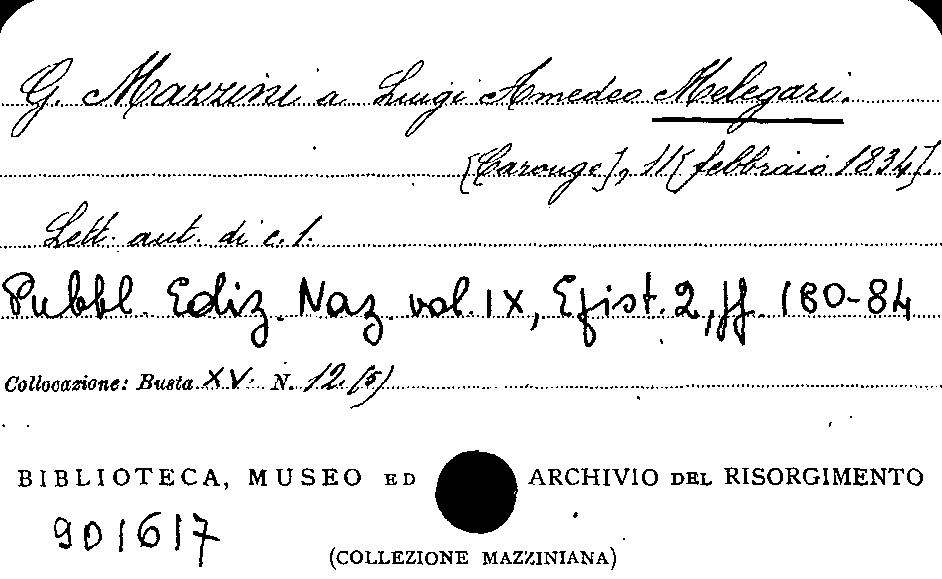 G. Mazzini a Luigi Amedeo Melegari.
[Carouge], 11 [febbraio 1834].
Lett. aut. di c. 1.
Pubbl. Ediz. Naz. vol. IX, Epist. 2, pp. 180-84
Collocazione: Busta XV. N. 12. (5)
BIBLIOTECA, MUSEO ED ARCHIVIO DEL RISORGIMENTO
901617
(COLLEZIONE MAZZINIANA)